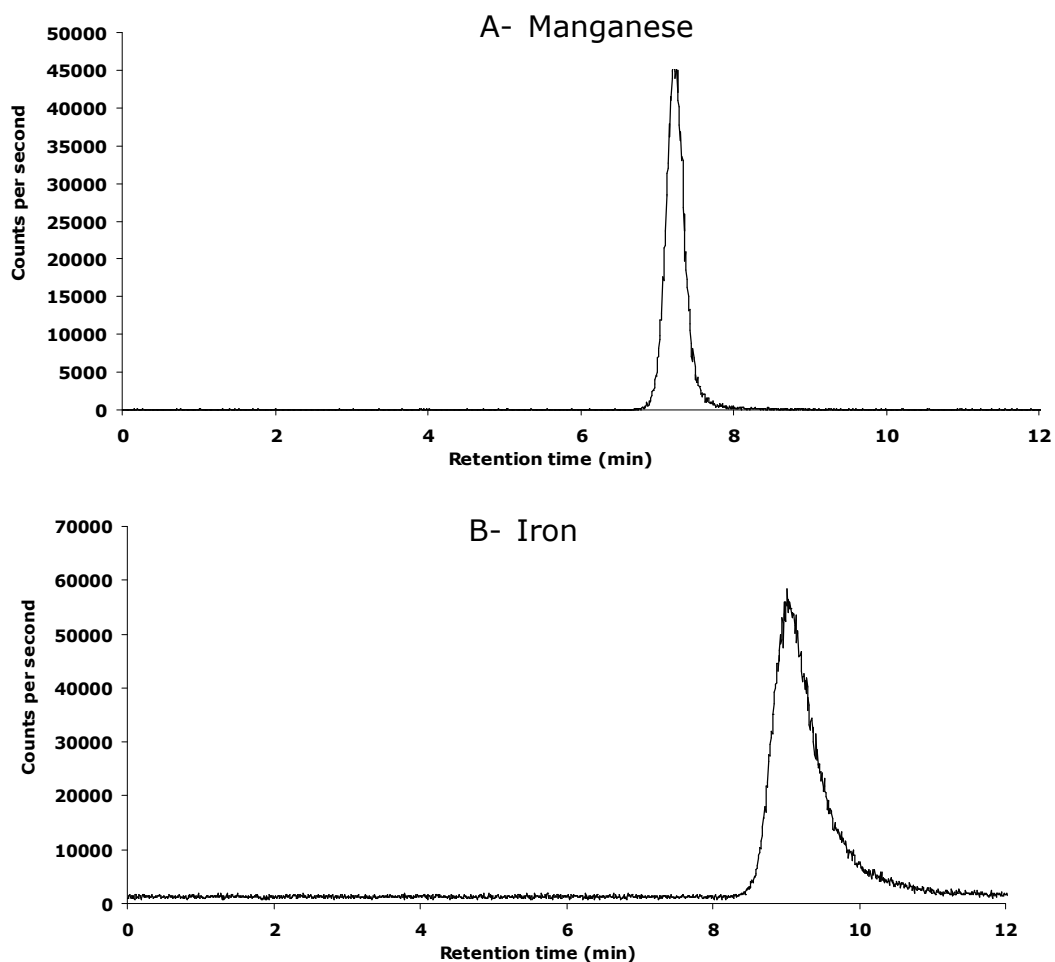 A- Manganese
50000
45000
40000
35000
30000
25000
20000
15000
10000
5000
0
Counts per second
0 2 4 6 8 10 12
Retention time (min)
B- Iron
70000
60000
50000
40000
30000
20000
10000
0
Counts per second
0 2 4 6 8 10 12
Retention time (min)